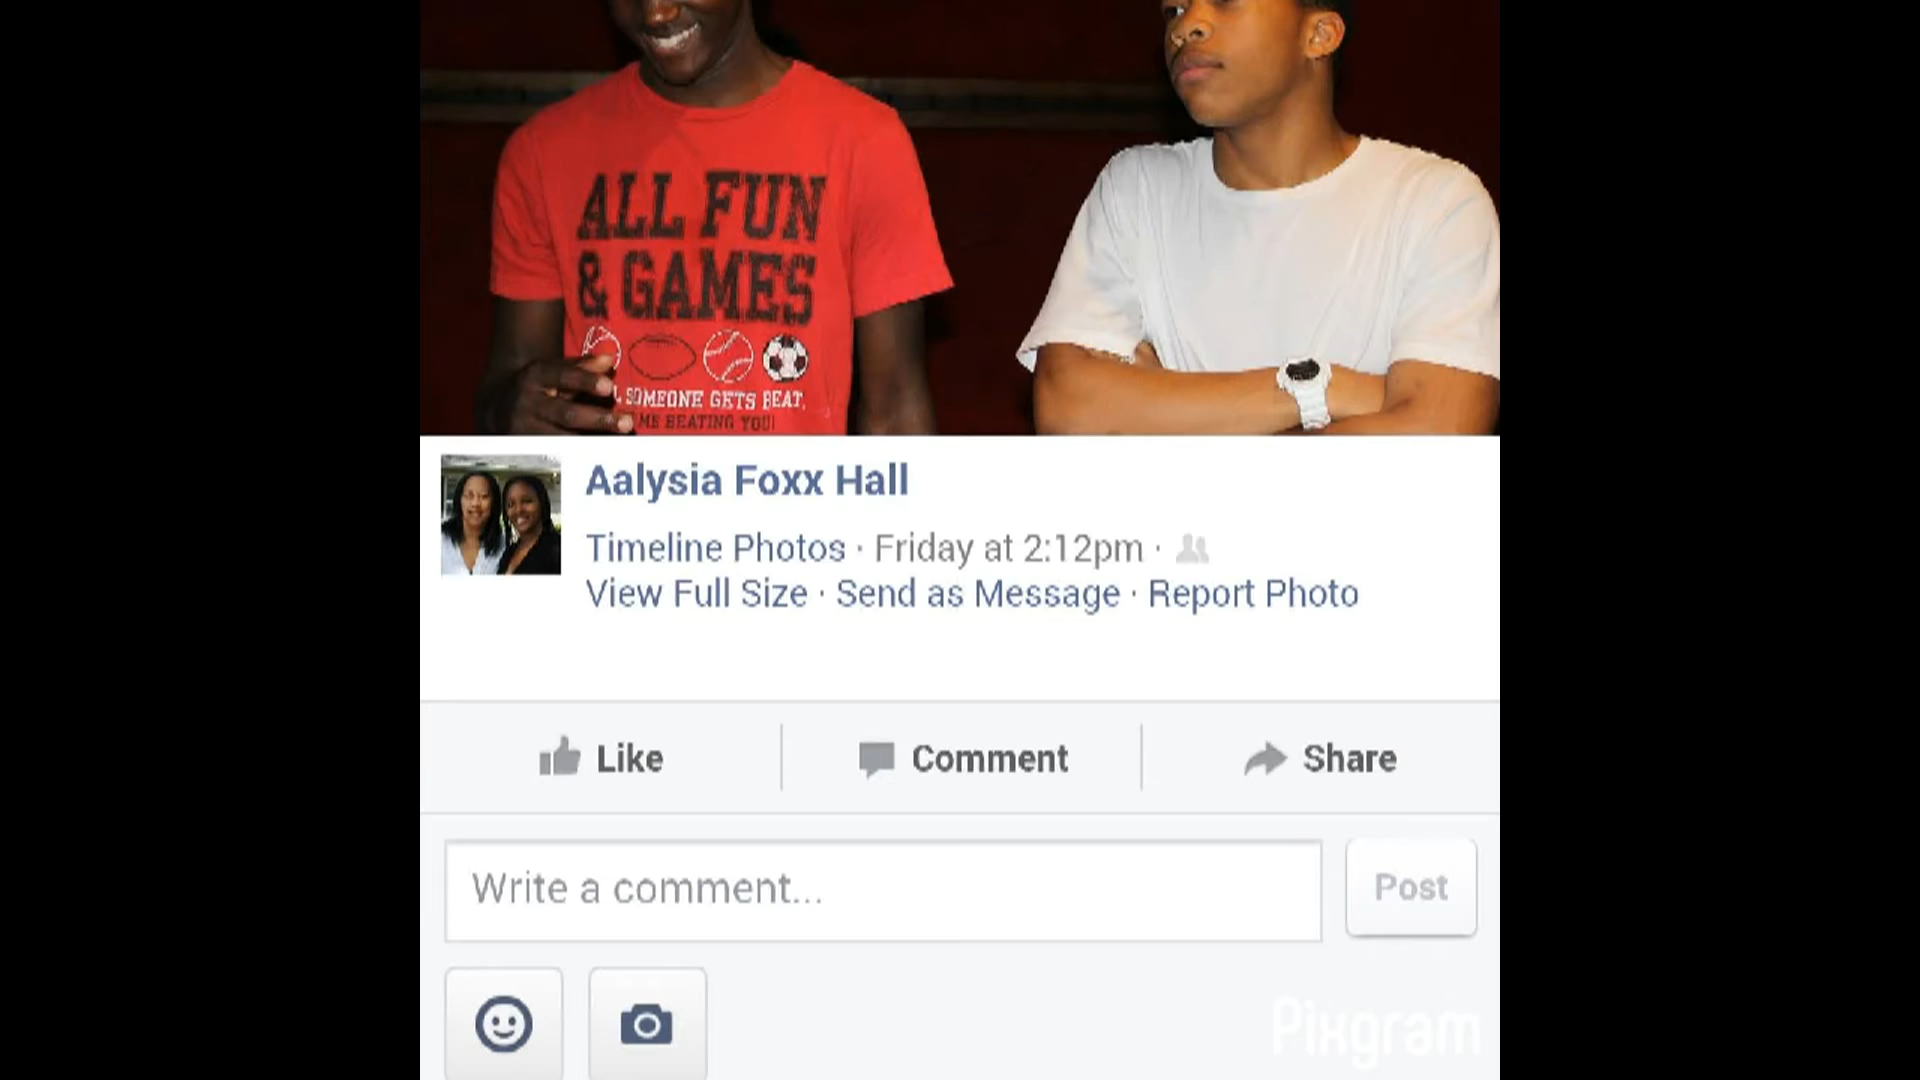 ALL FUN
& GAMES
SOMEONE GETS BEAT,
ME BEATING YOU!
Aalysia Foxx Hall
Timeline Photos · Friday at 2:12pm ·
View Full Size · Send as Message · Report Photo
Like
Comment
Share
Write a comment...
Post
Pixgram